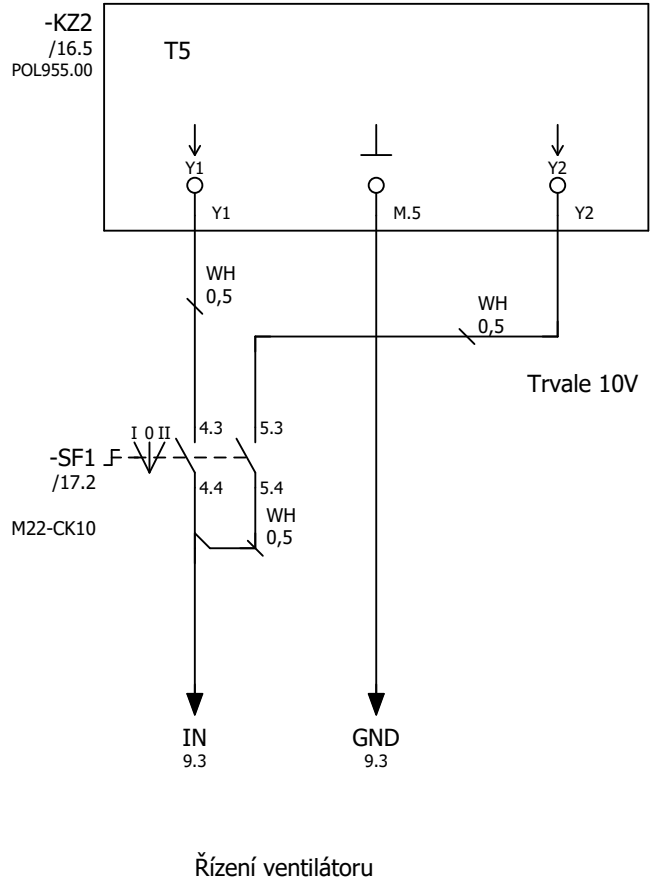 -KZ2
/16.5
POL955.00
T5
Y1
Y2
Y1
M.5
Y2
WH
0,5
WH
0,5
Trvale 10V
I 0 II
4.3
5.3
-SF1
/17.2
4.4
5.4
M22-CK10
WH
0,5
IN
9.3
GND
9.3
Řízení ventilátoru